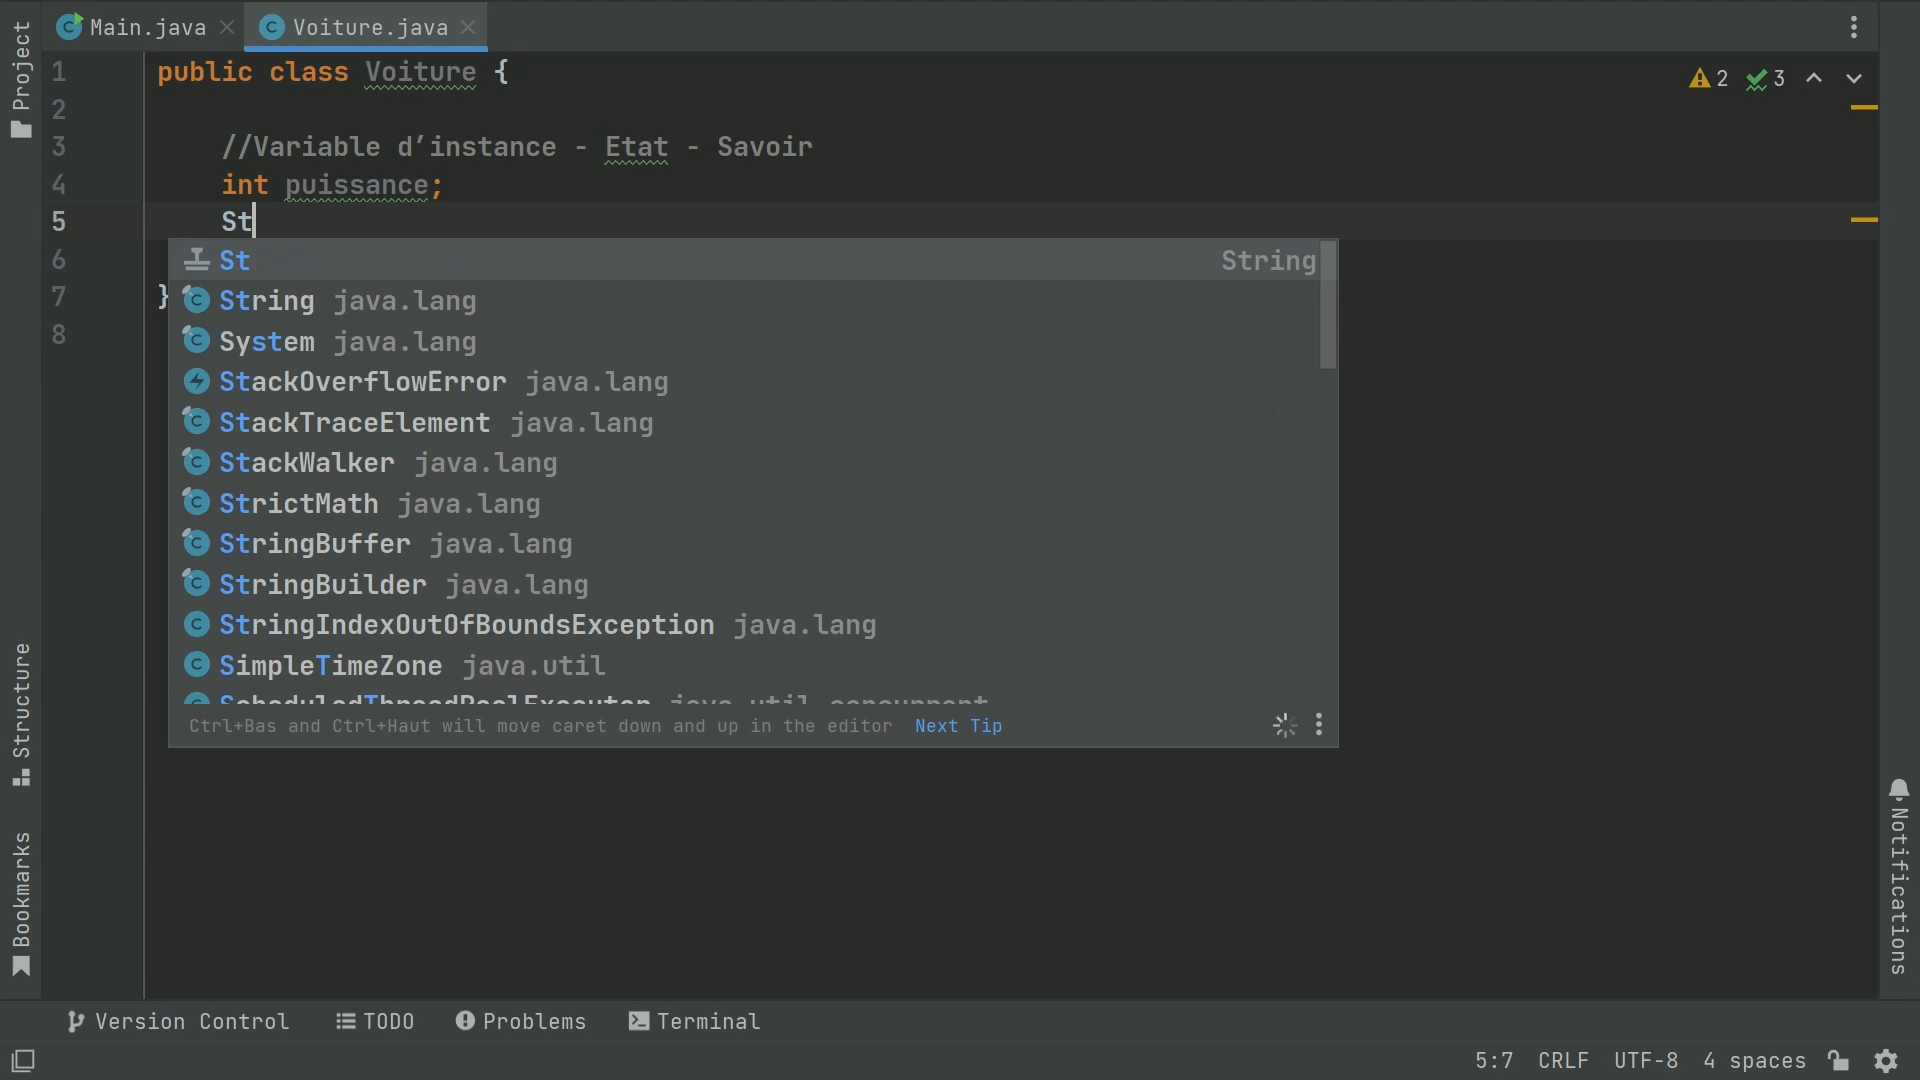 Project
Main.java
Voiture.java
1 public class Voiture {
2
3 //Variable d’instance - Etat - Savoir
4 int puissance;
5 St
6
7 }
8
2 3
St String
String java.lang
System java.lang
StackOverflowError java.lang
StackTraceElement java.lang
StackWalker java.lang
StrictMath java.lang
StringBuffer java.lang
StringBuilder java.lang
StringIndexOutOfBoundsException java.lang
SimpleTimeZone java.util
ScheduledThreadPoolExecutor java.util.concurrent
Ctrl+Bas and Ctrl+Haut will move caret down and up in the editor Next Tip
Structure
Bookmarks
Notifications
Version Control TODO Problems Terminal
5:7 CRLF UTF-8 4 spaces